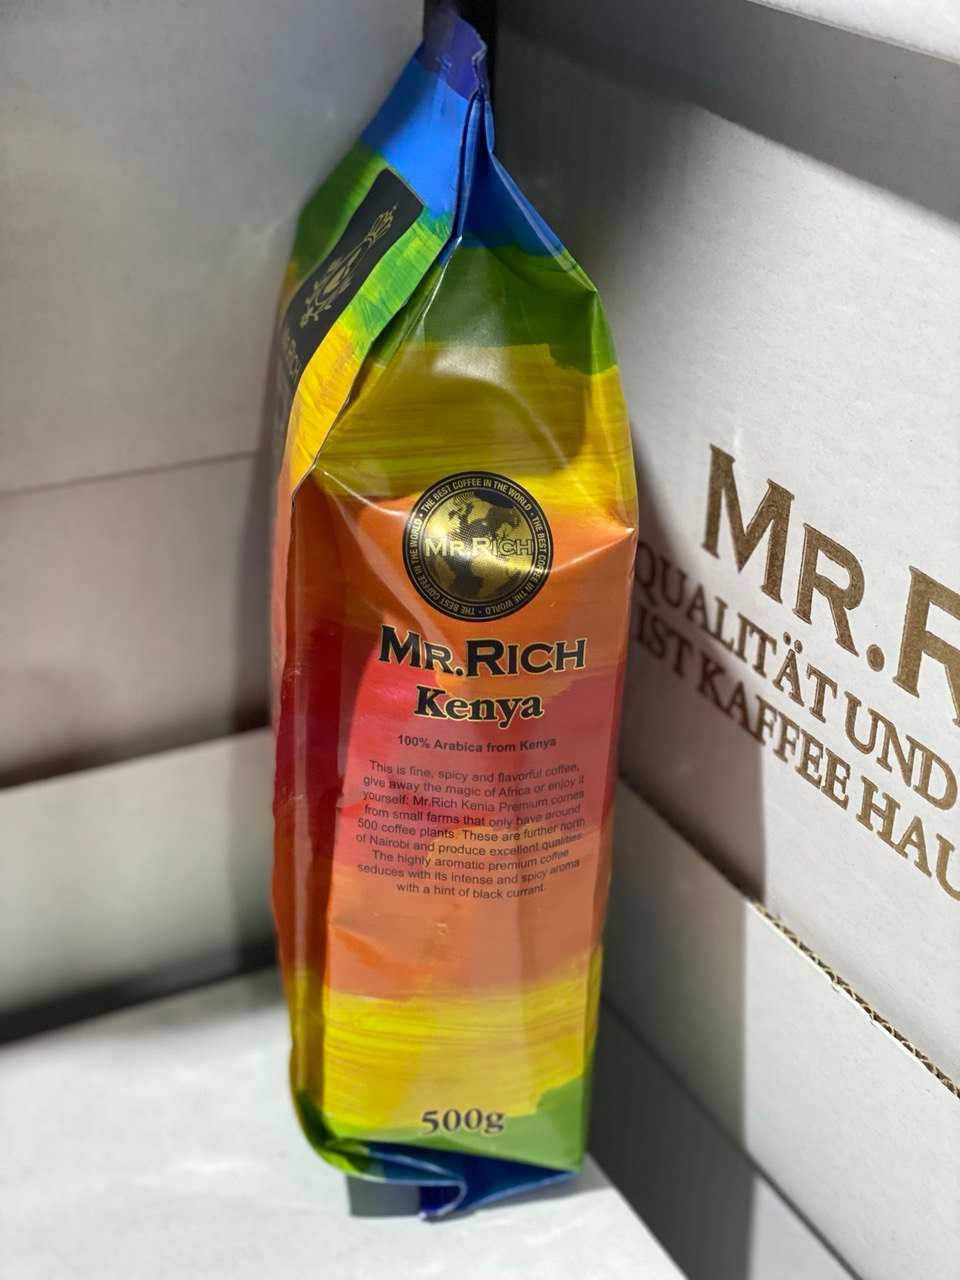 THE BEST COFFEE IN THE WORLD • THE BEST COFFEE IN THE WORLD • THE BEST COFFEE IN THE WORLD •
MR.RICH
MR.RICH
Kenya
100% Arabica from Kenya
This is fine, spicy and flavorful coffee,
give away the magic of Africa or enjoy it
yourself: Mr.Rich Kenia Premium comes
from small farms that only have around
500 coffee plants. These are further north
of Nairobi and produce excellent qualities.
The highly aromatic premium coffee
seduces with its intense and spicy aroma
with a hint of black currant.
500g
MR.RICH
MR.R
QUALITÄT UND
IST KAFFEE HAU